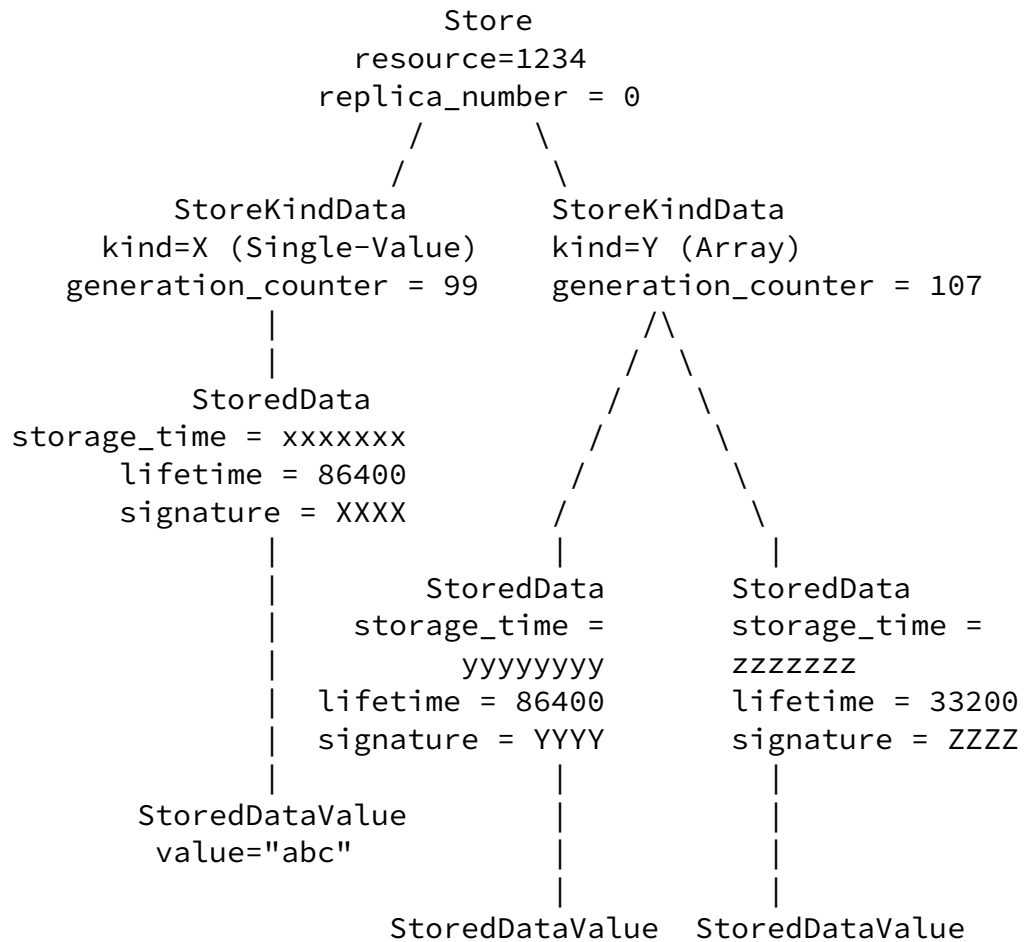 Store
resource=1234
replica_number = 0
StoreKindData StoreKindData
kind=X (Single-Value) kind=Y (Array)
generation_counter = 99 generation_counter = 107
StoredData
storage_time = xxxxxxx
lifetime = 86400
signature = XXXX
StoredData StoredData
storage_time = storage_time =
yyyyyyyy zzzzzzz
lifetime = 86400 lifetime = 33200
signature = YYYY signature = ZZZZ
StoredDataValue
value="abc"
StoredDataValue StoredDataValue